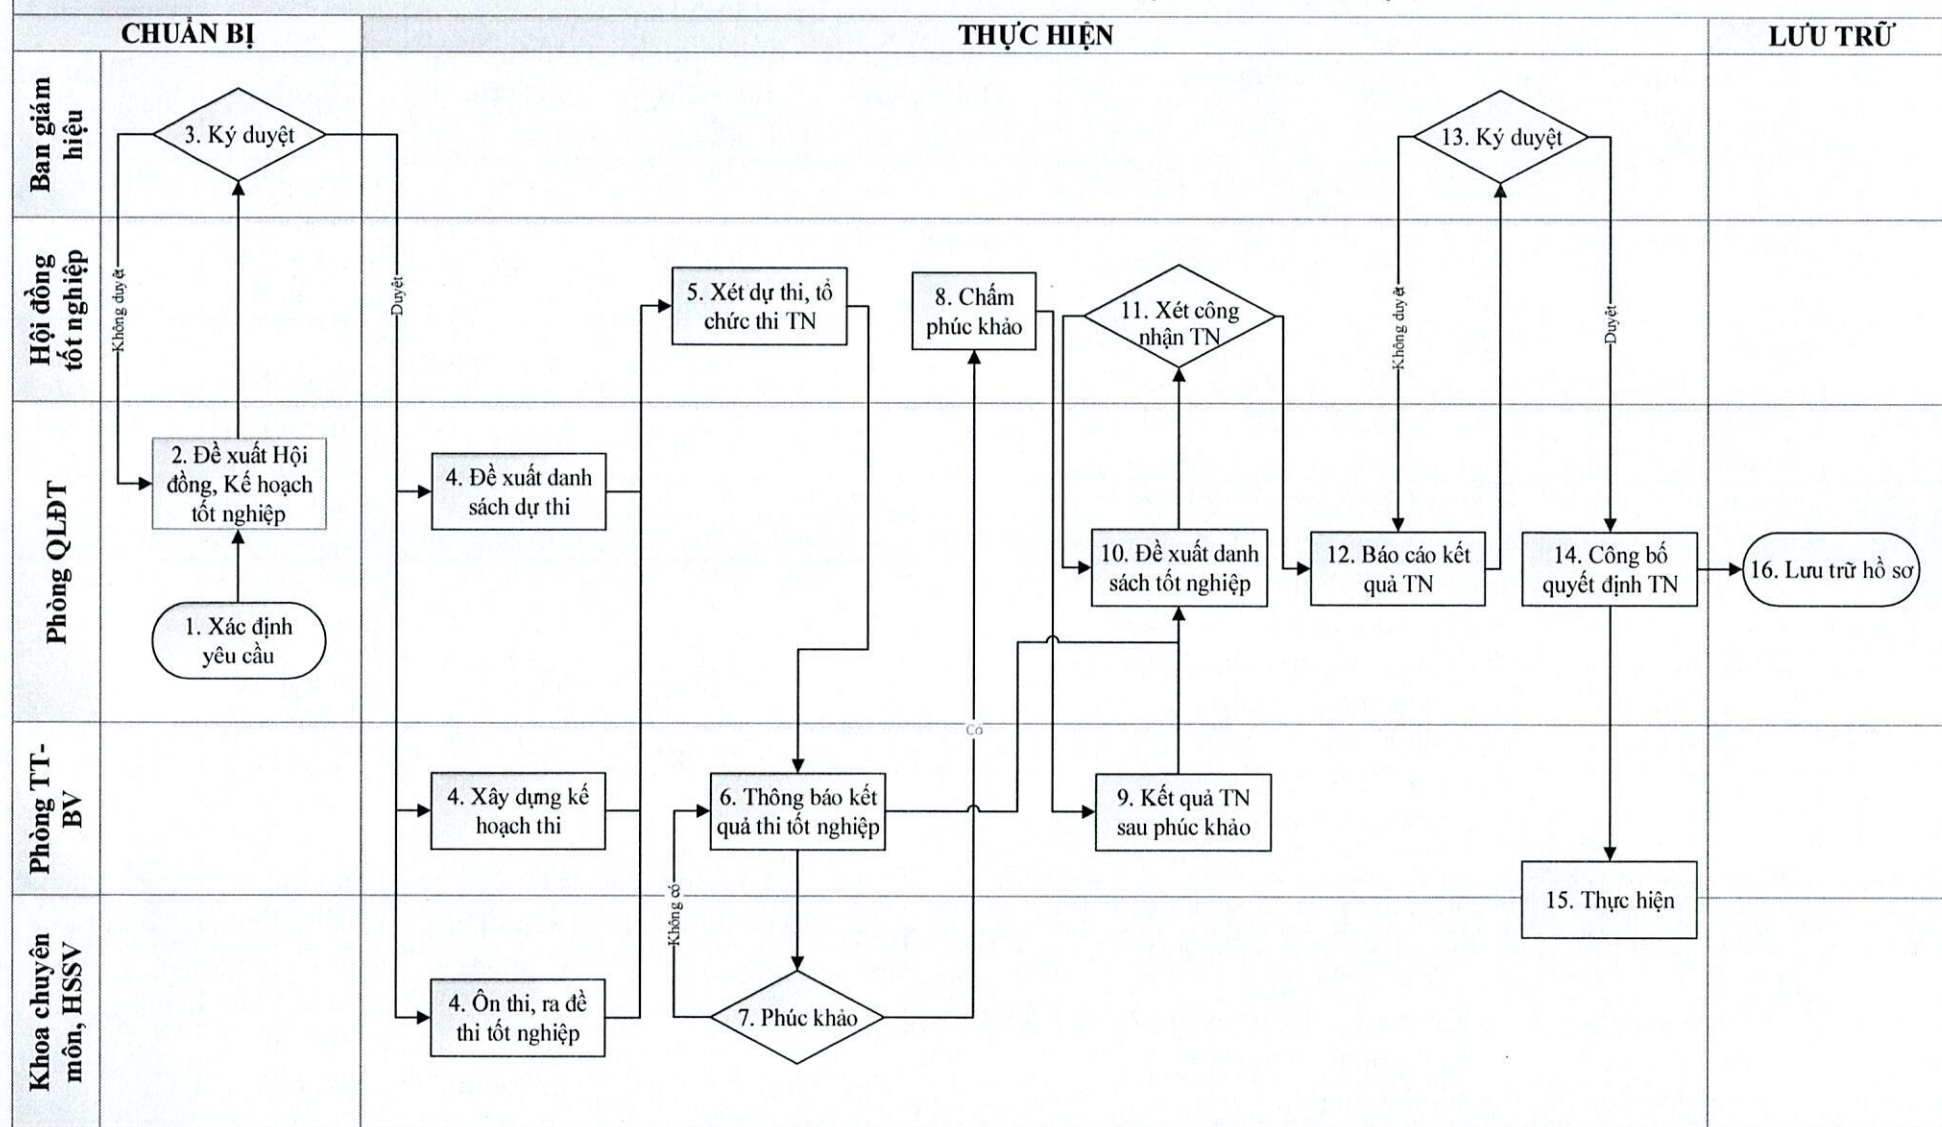 CHUẨN BỊ
THỰC HIỆN
LƯU TRỮ
Ban giám
hiệu
3. Ký duyệt
13. Ký duyệt
Không duyệt
Duyệt
Không duyệt
Duyệt
Hội đồng
tốt nghiệp
5. Xét dự thi, tổ
chức thi TN
8. Chấm
phúc khảo
11. Xét công
nhận TN
Phòng QLĐT
2. Đề xuất Hội
đồng, Kế hoạch
tốt nghiệp
1. Xác định
yêu cầu
4. Đề xuất danh
sách dự thi
10. Đề xuất danh
sách tốt nghiệp
12. Báo cáo kết
quả TN
14. Công bố
quyết định TN
16. Lưu trữ hồ sơ
Có
Phòng TT-
BV
4. Xây dựng kế
hoạch thi
6. Thông báo kết
quả thi tốt nghiệp
9. Kết quả TN
sau phúc khảo
15. Thực hiện
Không có
Khoa chuyên
môn, HSSV
4. Ôn thi, ra đề
thi tốt nghiệp
7. Phúc khảo